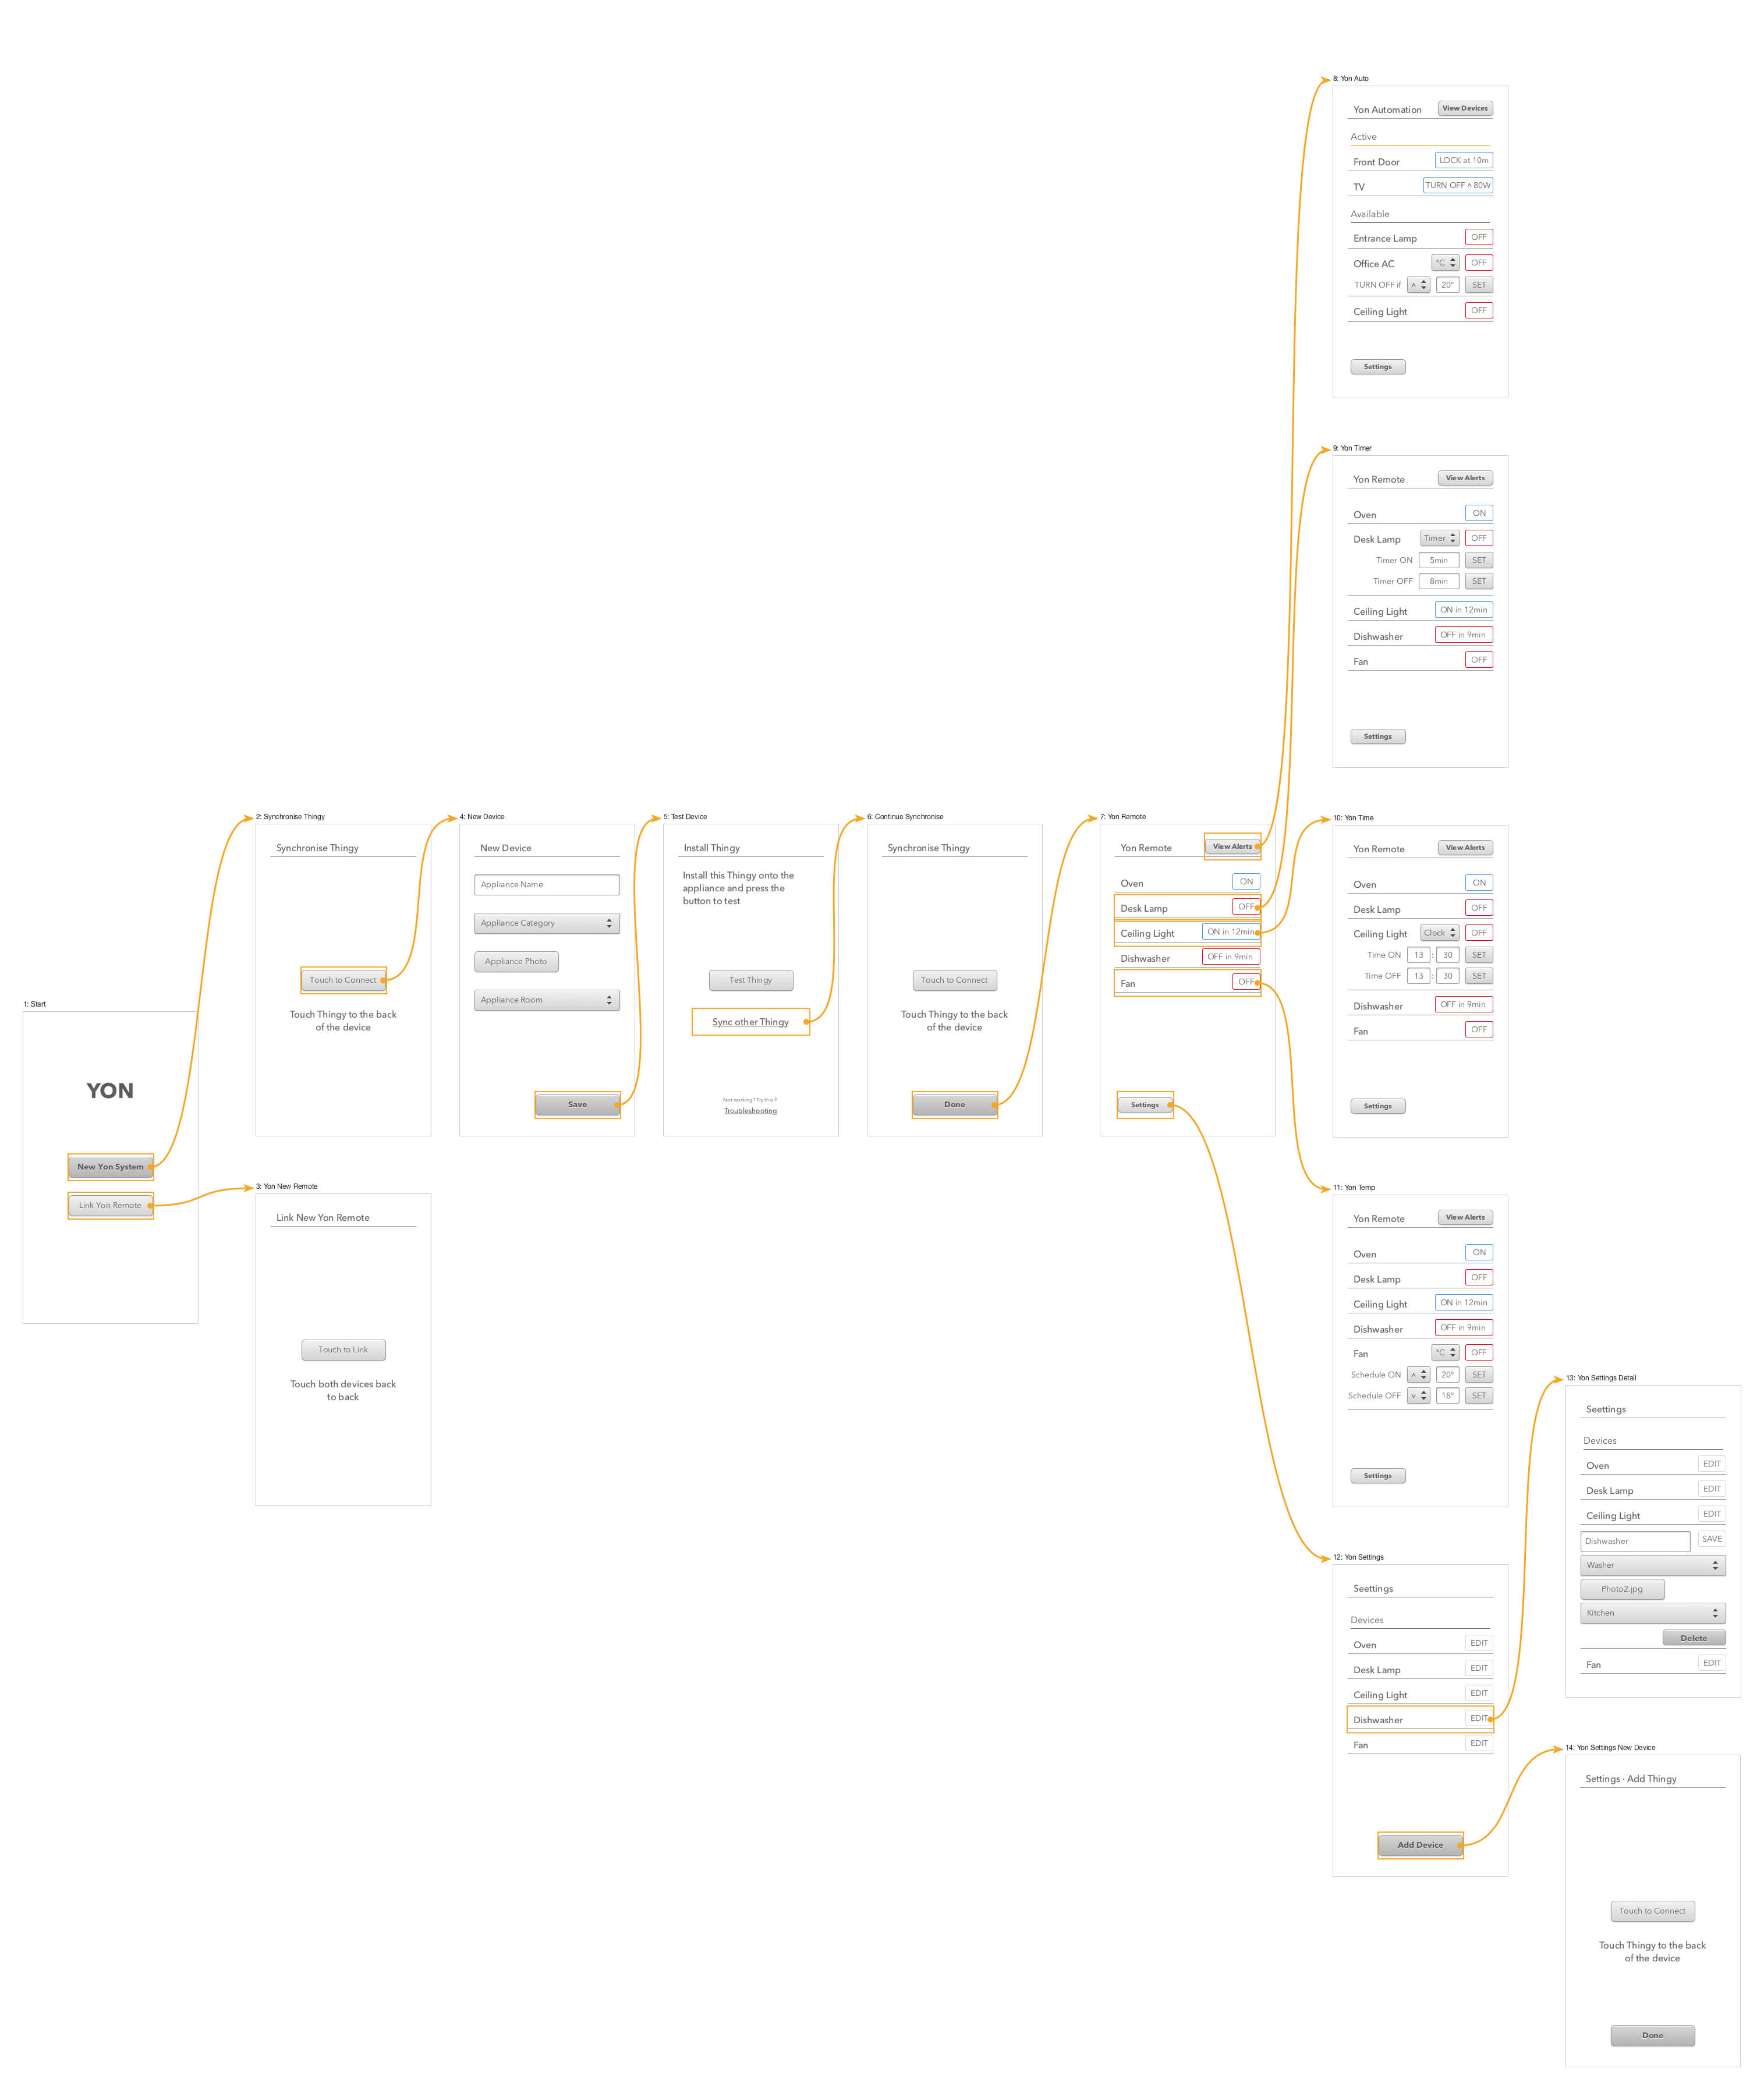 1: Start
YON
New Yon System
Link Yon Remote
2: Synchronise Thingy
Synchronise Thingy
Touch to Connect
Touch Thingy to the back
of the device
3: Yon New Remote
Link New Yon Remote
Touch to Link
Touch both devices back
to back
4: New Device
New Device
Appliance Name
Appliance Category
Appliance Photo
Appliance Room
Save
5: Test Device
Install Thingy
Install this Thingy onto the
appliance and press the
button to test
Test Thingy
Sync other Thingy
Not working? Try this?
Troubleshooting
6: Continue Synchronise
Synchronise Thingy
Touch to Connect
Touch Thingy to the back
of the device
Done
7: Yon Remote
Yon Remote View Alerts
Oven ON
Desk Lamp OFF
Ceiling Light ON in 12min
Dishwasher OFF in 9min
Fan OFF
Settings
8: Yon Auto
Yon Automation View Devices
Active
Front Door LOCK at 10m
TV TURN OFF ^ 80W
Available
Entrance Lamp OFF
Office AC °C OFF
TURN OFF if ^ 20° SET
Ceiling Light OFF
Settings
9: Yon Timer
Yon Remote View Alerts
Oven ON
Desk Lamp Timer OFF
Timer ON 5min SET
Timer OFF 8min SET
Ceiling Light ON in 12min
Dishwasher OFF in 9min
Fan OFF
Settings
10: Yon Time
Yon Remote View Alerts
Oven ON
Desk Lamp OFF
Ceiling Light Clock OFF
Time ON 13 : 30 SET
Time OFF 13 : 30 SET
Dishwasher OFF in 9min
Fan OFF
Settings
11: Yon Temp
Yon Remote View Alerts
Oven ON
Desk Lamp OFF
Ceiling Light ON in 12min
Dishwasher OFF in 9min
Fan °C OFF
Schedule ON ^ 20° SET
Schedule OFF v 18° SET
Settings
12: Yon Settings
Seettings
Devices
Oven EDIT
Desk Lamp EDIT
Ceiling Light EDIT
Dishwasher EDIT
Fan EDIT
Add Device
13: Yon Settings Detail
Seettings
Devices
Oven EDIT
Desk Lamp EDIT
Ceiling Light EDIT
Dishwasher SAVE
Washer
Photo2.jpg
Kitchen
Delete
Fan EDIT
14: Yon Settings New Device
Settings · Add Thingy
Touch to Connect
Touch Thingy to the back
of the device
Done